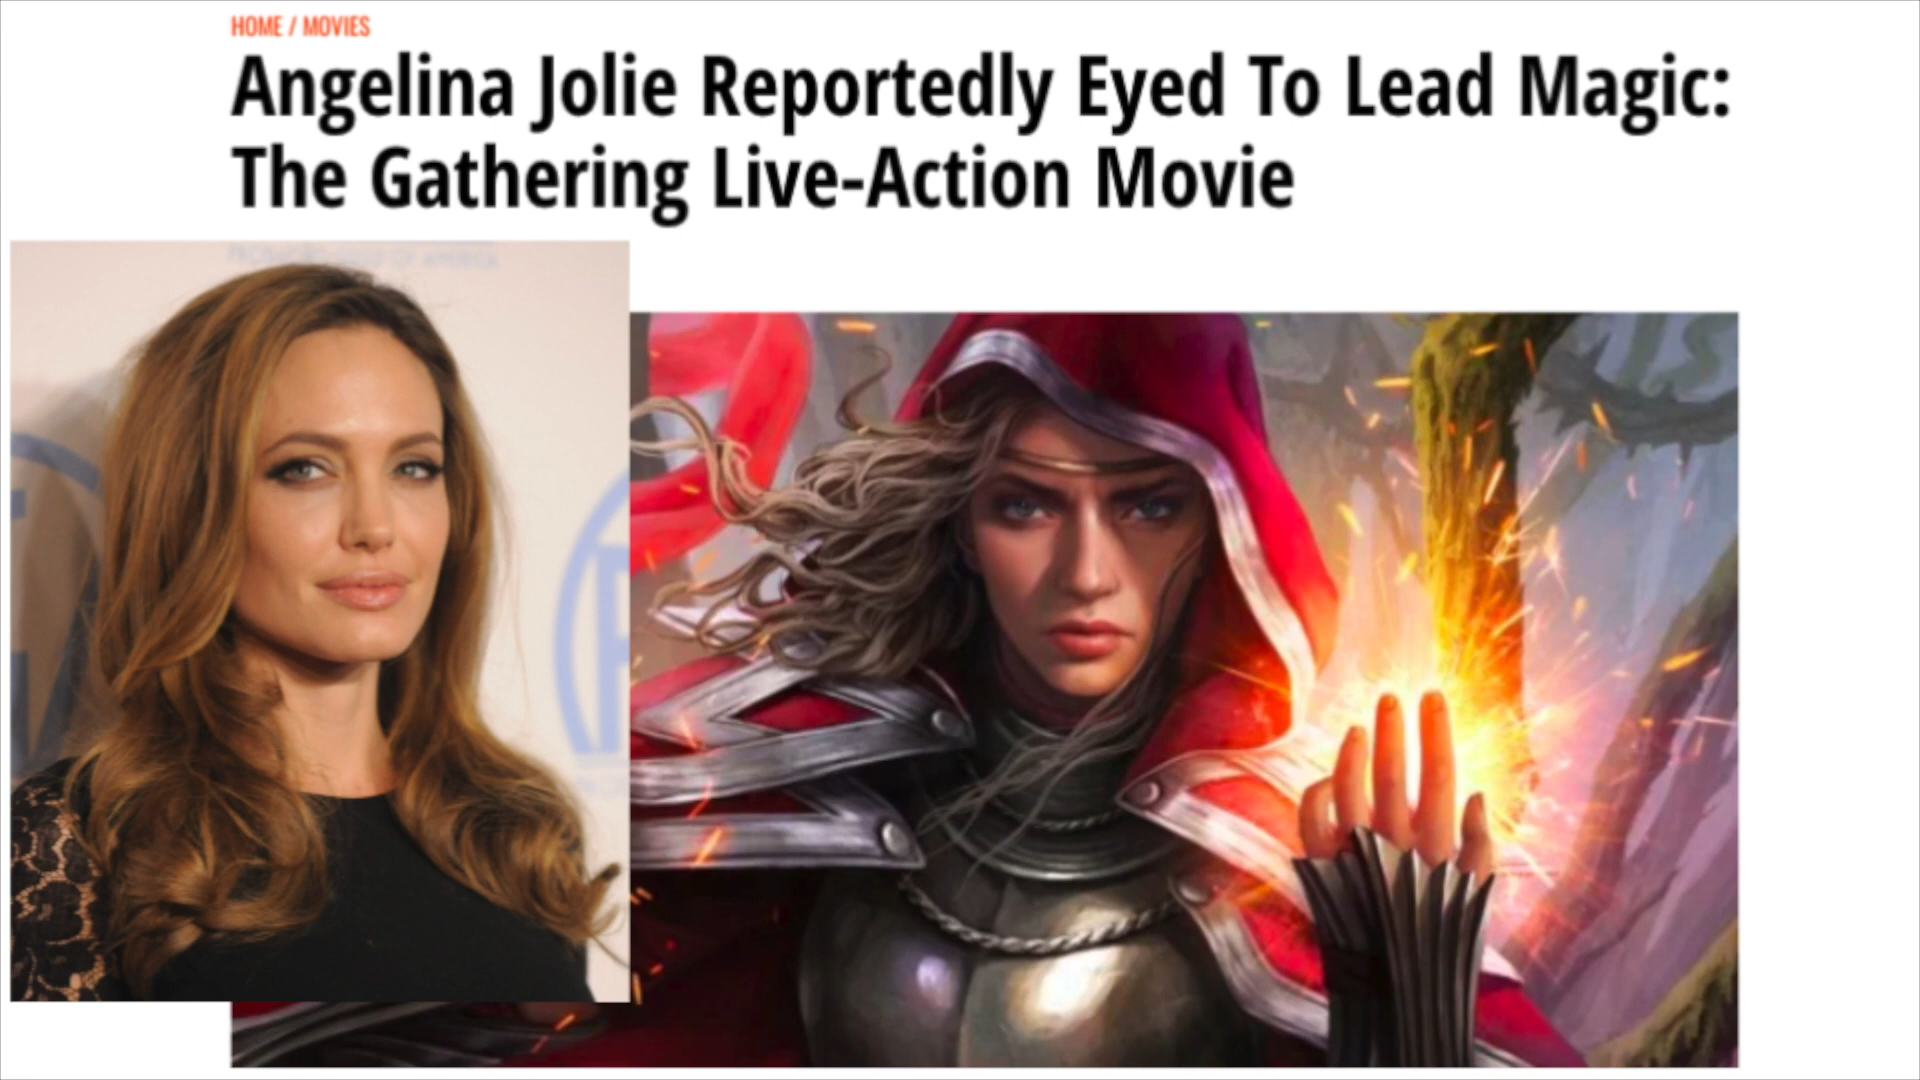 HOME / MOVIES
Angelina Jolie Reportedly Eyed To Lead Magic:
The Gathering Live-Action Movie